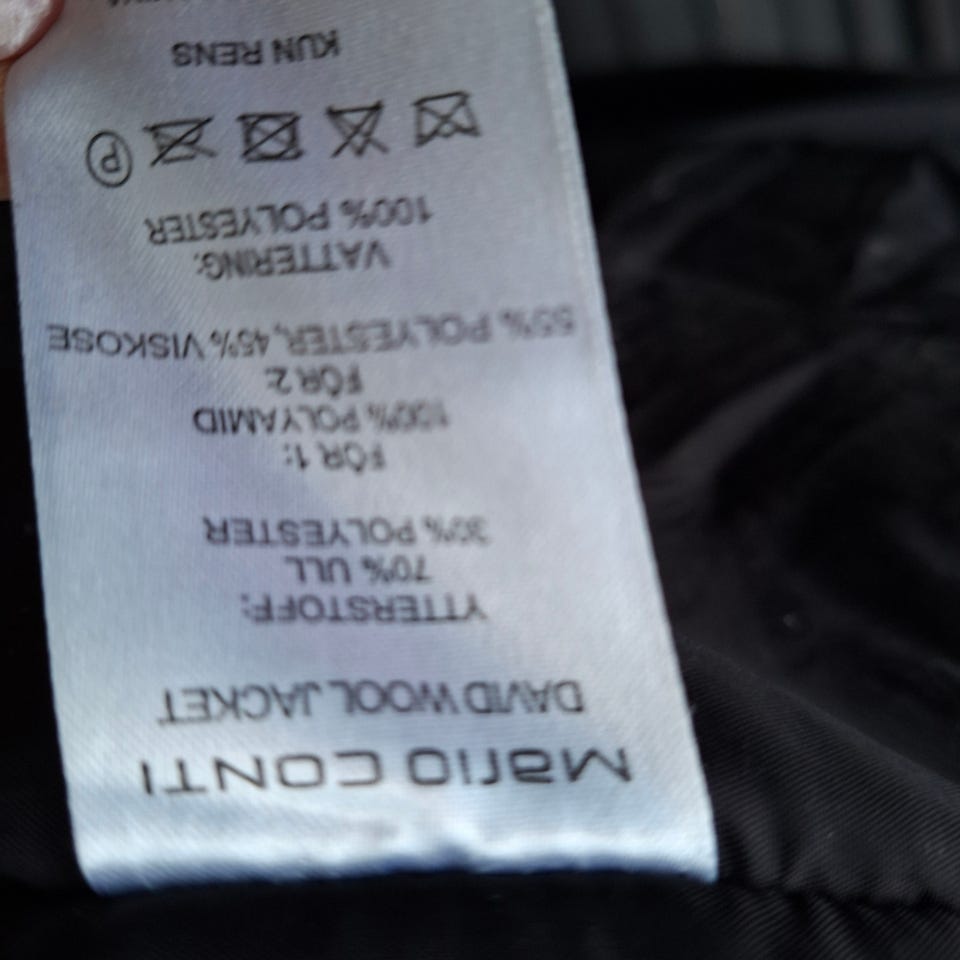 Mario CONTI
DAVID WOOL JACKET
YTTERSTOFF:
70% ULL
30% POLYESTER
FÔR 1:
100% POLYAMID
FÔR 2:
55% POLYESTER, 45% VISKOSE
VATTERING:
100% POLYESTER
P
KUN RENS